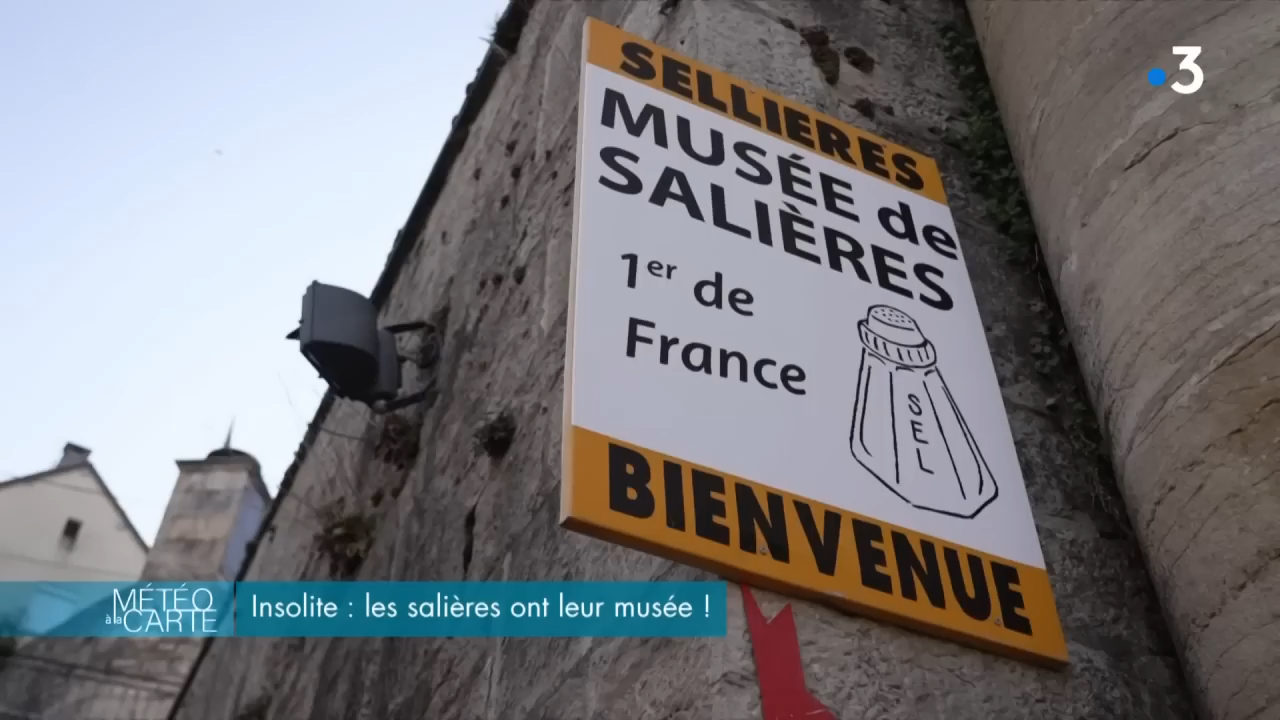 3
SELLIERES
MUSÉE de
SALIÈRES
1er de
France
SEL
BIENVENUE
MÉTÉO
à la CARTE
Insolite : les salières ont leur musée !